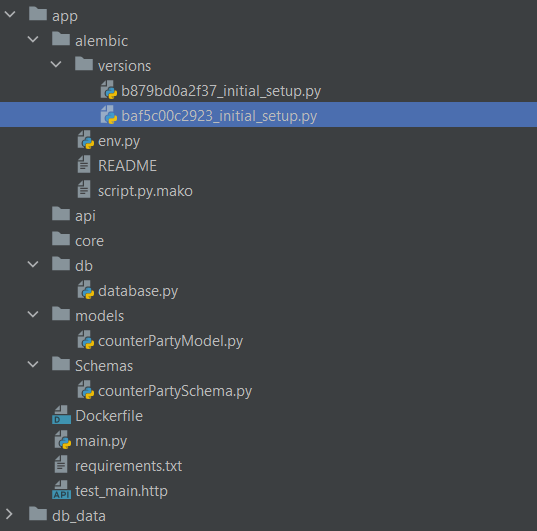 app
alembic
versions
b879bd0a2f37_initial_setup.py
baf5c00c2923_initial_setup.py
env.py
README
script.py.mako
api
core
db
database.py
models
counterPartyModel.py
Schemas
counterPartySchema.py
D Dockerfile
main.py
requirements.txt
API test_main.http
db_data